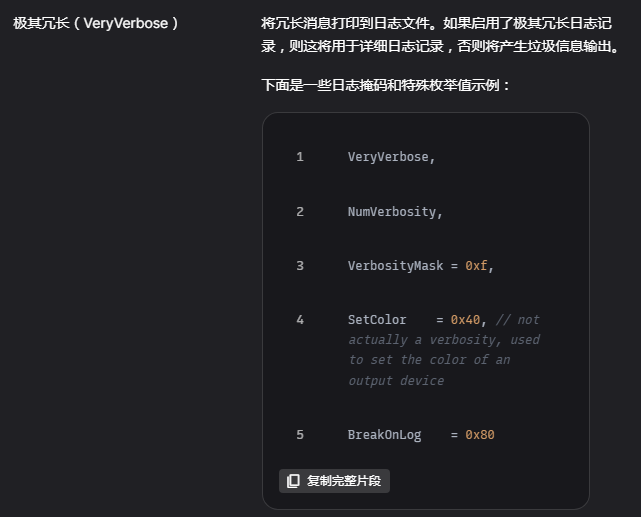 极其冗长（VeryVerbose）
将冗长消息打印到日志文件。如果启用了极其冗长日志记
录，则这将用于详细日志记录，否则将产生垃圾信息输出。
下面是一些日志掩码和特殊枚举值示例：
1 VeryVerbose,
2 NumVerbosity,
3 VerbosityMask = 0xf,
4 SetColor    = 0x40, // not
actually a verbosity, used
to set the color of an
output device
5 BreakOnLog    = 0x80
复制完整片段